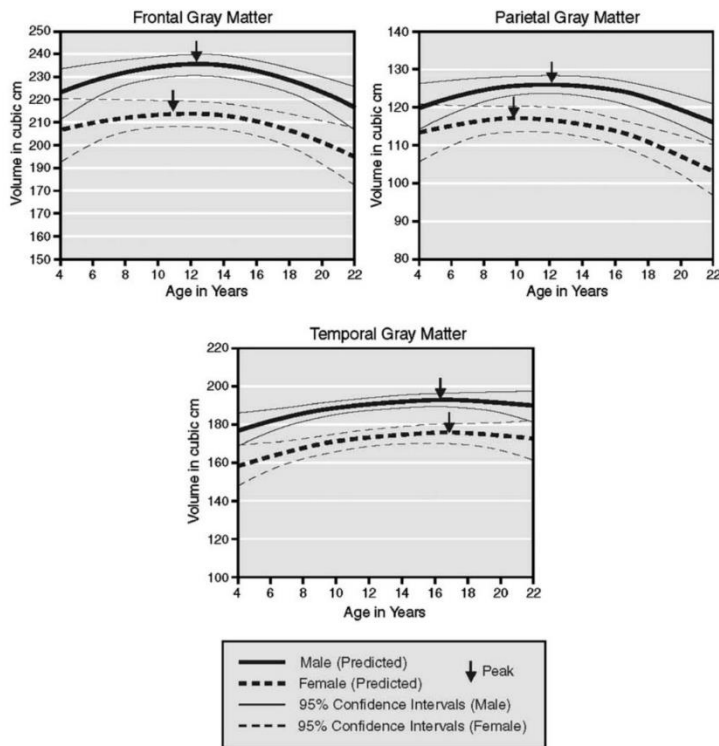 Frontal Gray Matter
Volume in cubic cm
250
240
230
220
210
200
190
180
170
160
150
4 6 8 10 12 14 16 18 20 22
Age in Years
Parietal Gray Matter
Volume in cubic cm
140
130
120
110
100
90
80
4 6 8 10 12 14 16 18 20 22
Age in Years
Temporal Gray Matter
Volume in cubic cm
220
200
180
160
140
120
100
4 6 8 10 12 14 16 18 20 22
Age in Years
Male (Predicted)
Peak
Female (Predicted)
95% Confidence Intervals (Male)
95% Confidence Intervals (Female)